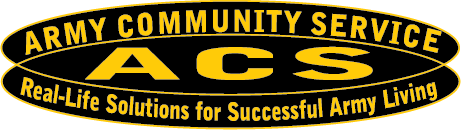 ARMY COMMUNITY SERVICE
ACS
Real-Life Solutions for Successful Army Living